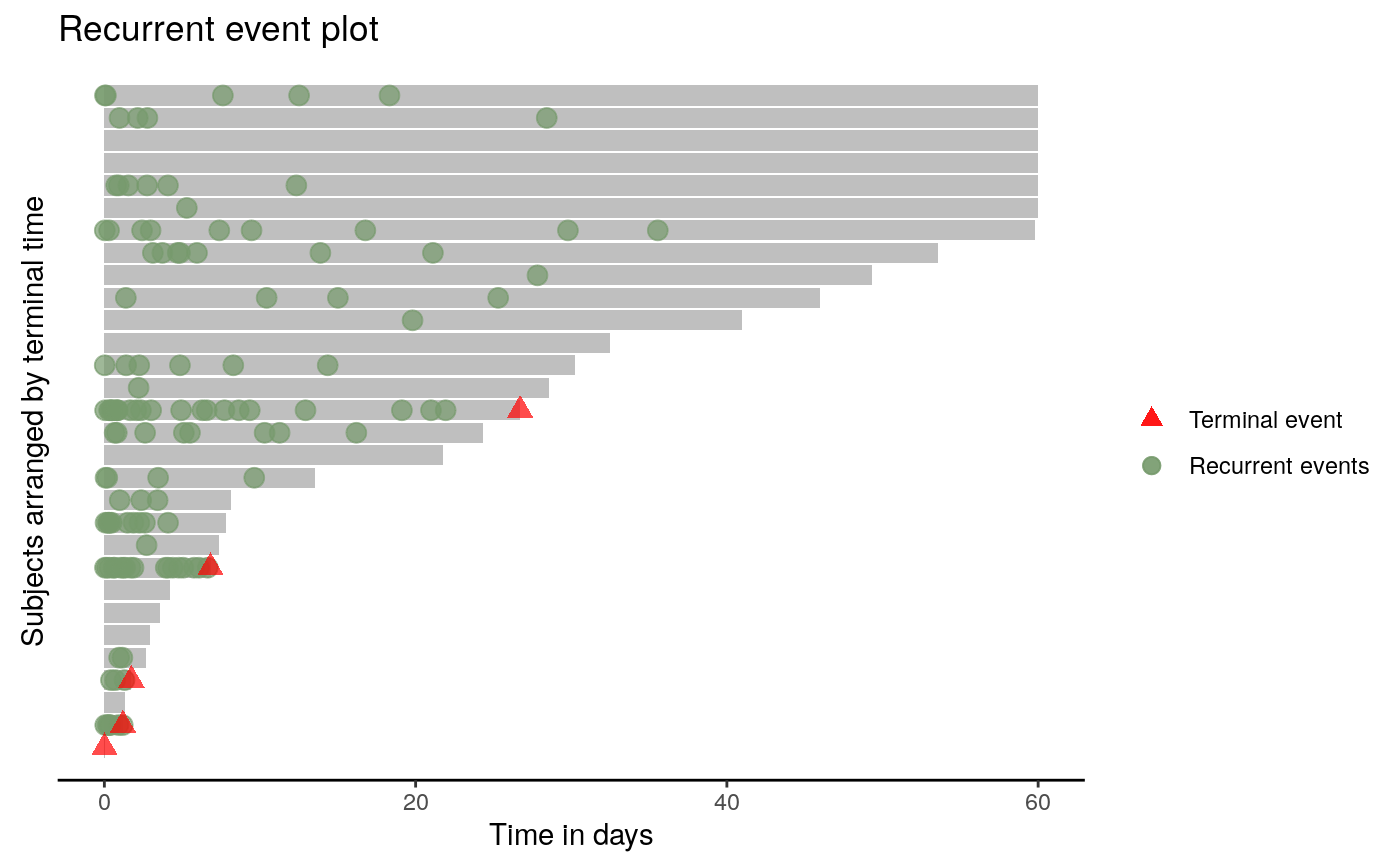 Recurrent event plot
Subjects arranged by terminal time
Terminal event
Recurrent events
0 20 40 60
Time in days